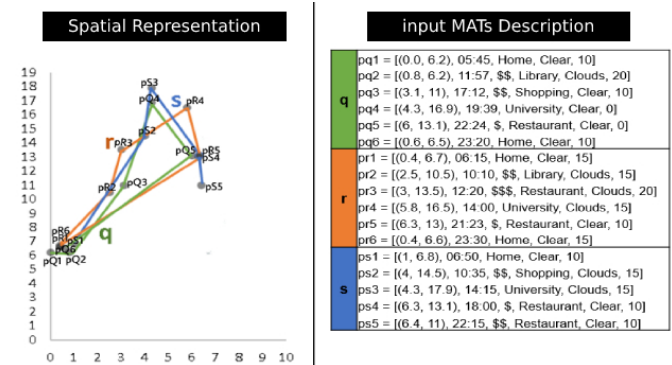 Spatial Representation
19
18
17
16
15
14
13
12
11
10
9
8
7
6
5
4
3
2
1
0
0 1 2 3 4 5 6 7 8 9 10
pS3
pQ4
s
pR4
pS2
r
pR3
pQ5
pR5
pS4
pR2
pQ3
pS5
pR6
pS1
pQ6
q
pQ1
pQ2
input MATs Description
q
pq1 = [(0.0, 6.2), 05:45, Home, Clear, 10]
pq2 = [(0.8, 6.2), 11:57, $$, Library, Clouds, 20]
pq3 = [(3.1, 11), 17:12, $$, Shopping, Clear, 10]
pq4 = [(4.3, 16.9), 19:39, University, Clear, 0]
pq5 = [(6, 13.1), 22:24, $, Restaurant, Clear, 0]
pq6 = [(0.6, 6.5), 23:20, Home, Clear, 10]
r
pr1 = [(0.4, 6.7), 06:15, Home, Clear, 15]
pr2 = [(2.5, 10.5), 10:10, $$, Library, Clouds, 15]
pr3 = [(3, 13.5), 12:20, $$$, Restaurant, Clouds, 20]
pr4 = [(5.8, 16.5), 14:00, University, Clouds, 15]
pr5 = [(6.3, 13), 21:23, $, Restaurant, Clear, 10]
pr6 = [(0.4, 6.6), 23:30, Home, Clear, 15]
s
ps1 = [(1, 6.8), 06:50, Home, Clear, 10]
ps2 = [(4, 14.5), 10:35, $$, Shopping, Clouds, 15]
ps3 = [(4.3, 17.9), 14:15, University, Clouds, 15]
ps4 = [(6.3, 13.1), 18:00, $, Restaurant, Clear, 10]
ps5 = [(6.4, 11), 22:15, $$, Restaurant, Clear, 10]